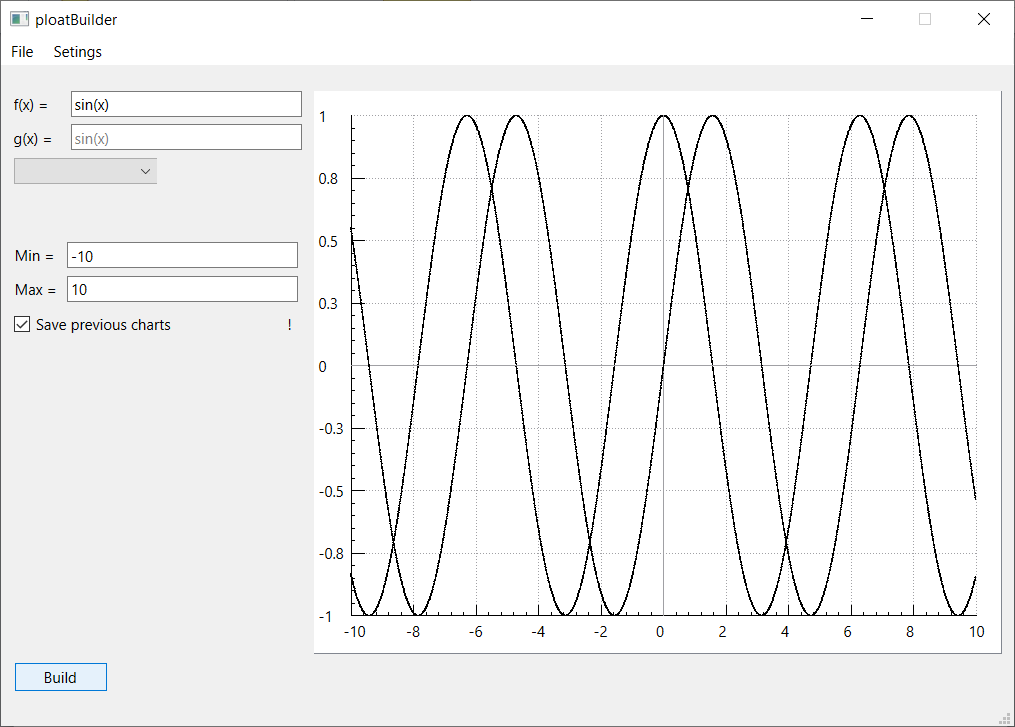 ploatBuilder
File Setings
f(x) = sin(x)
g(x) = sin(x)
Min = -10
Max = 10
Save previous charts !
Build
1
0.8
0.5
0.3
0
-0.3
-0.5
-0.8
-1
-10 -8 -6 -4 -2 0 2 4 6 8 10